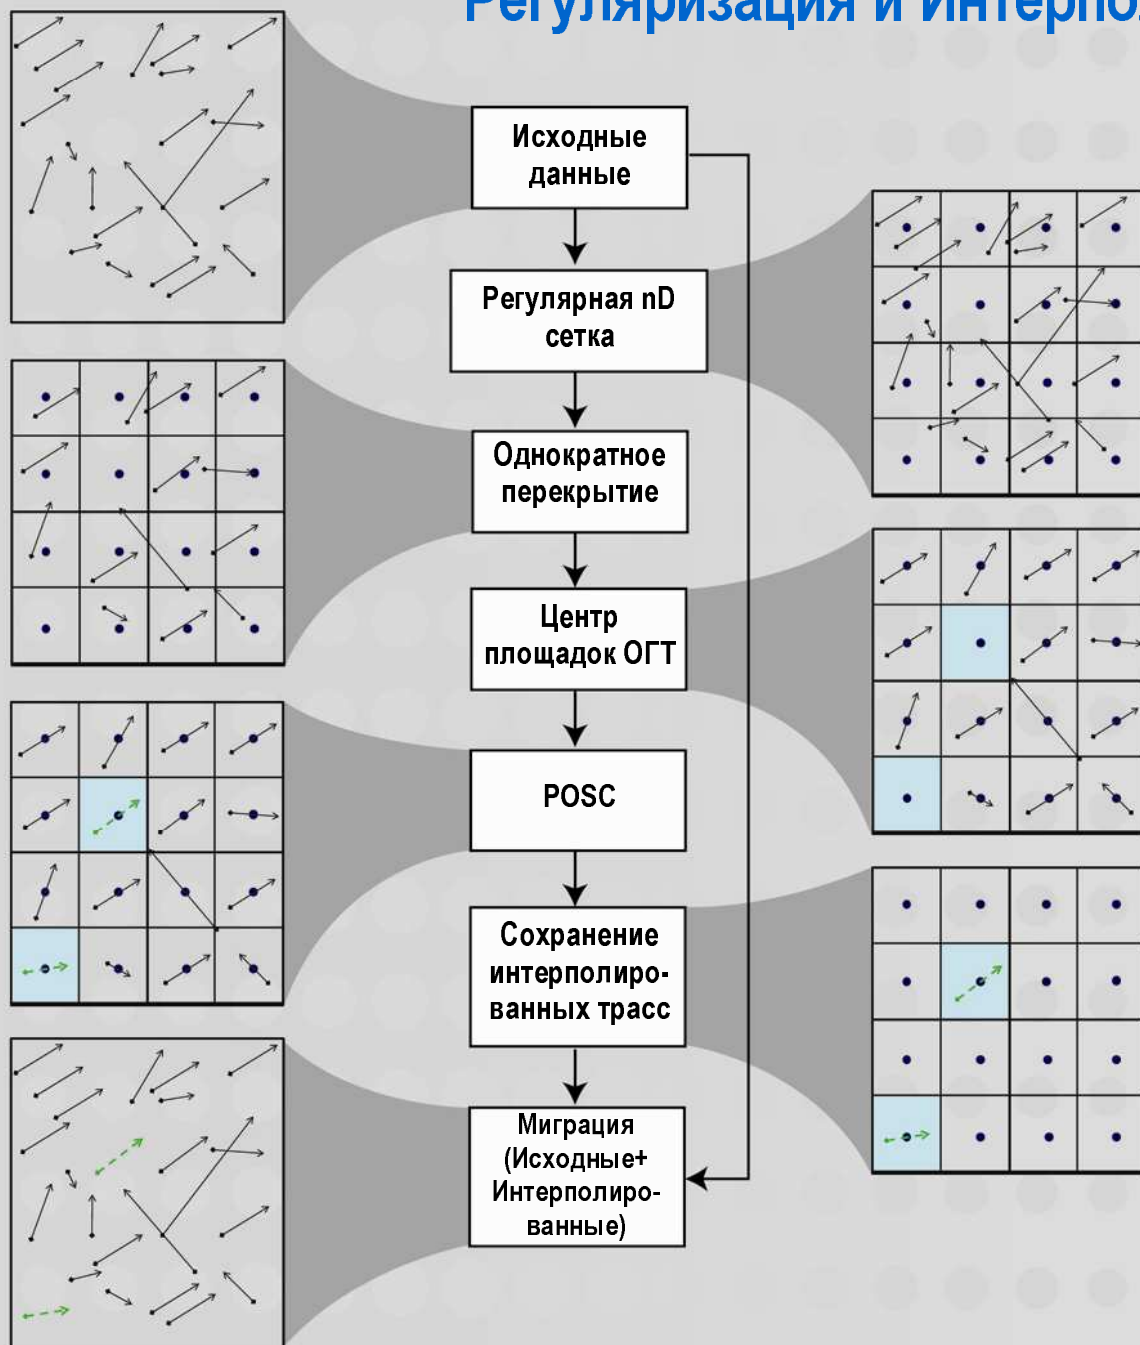 Регуляризация и Интерпо
Исходные
данные
Регулярная nD
сетка
Однократное
перекрытие
Центр
площадок ОГТ
POSC
Сохранение
интерполиро-
ванных трасс
Миграция
(Исходные+
Интерполиро-
ванные)